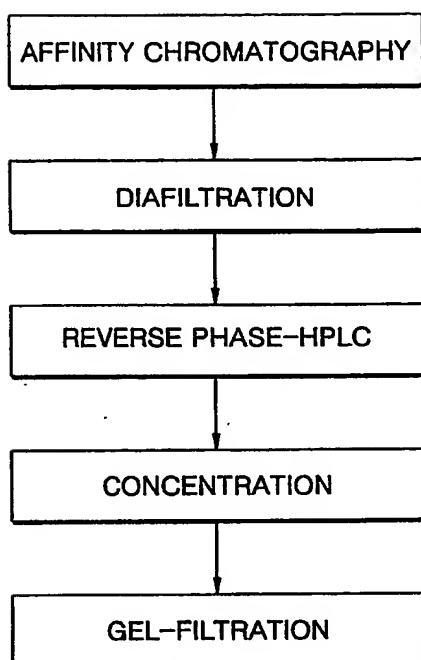 AFFINITY CHROMATOGRAPHY
DIAFILTRATION
REVERSE PHASE-HPLC
CONCENTRATION
GEL-FILTRATION